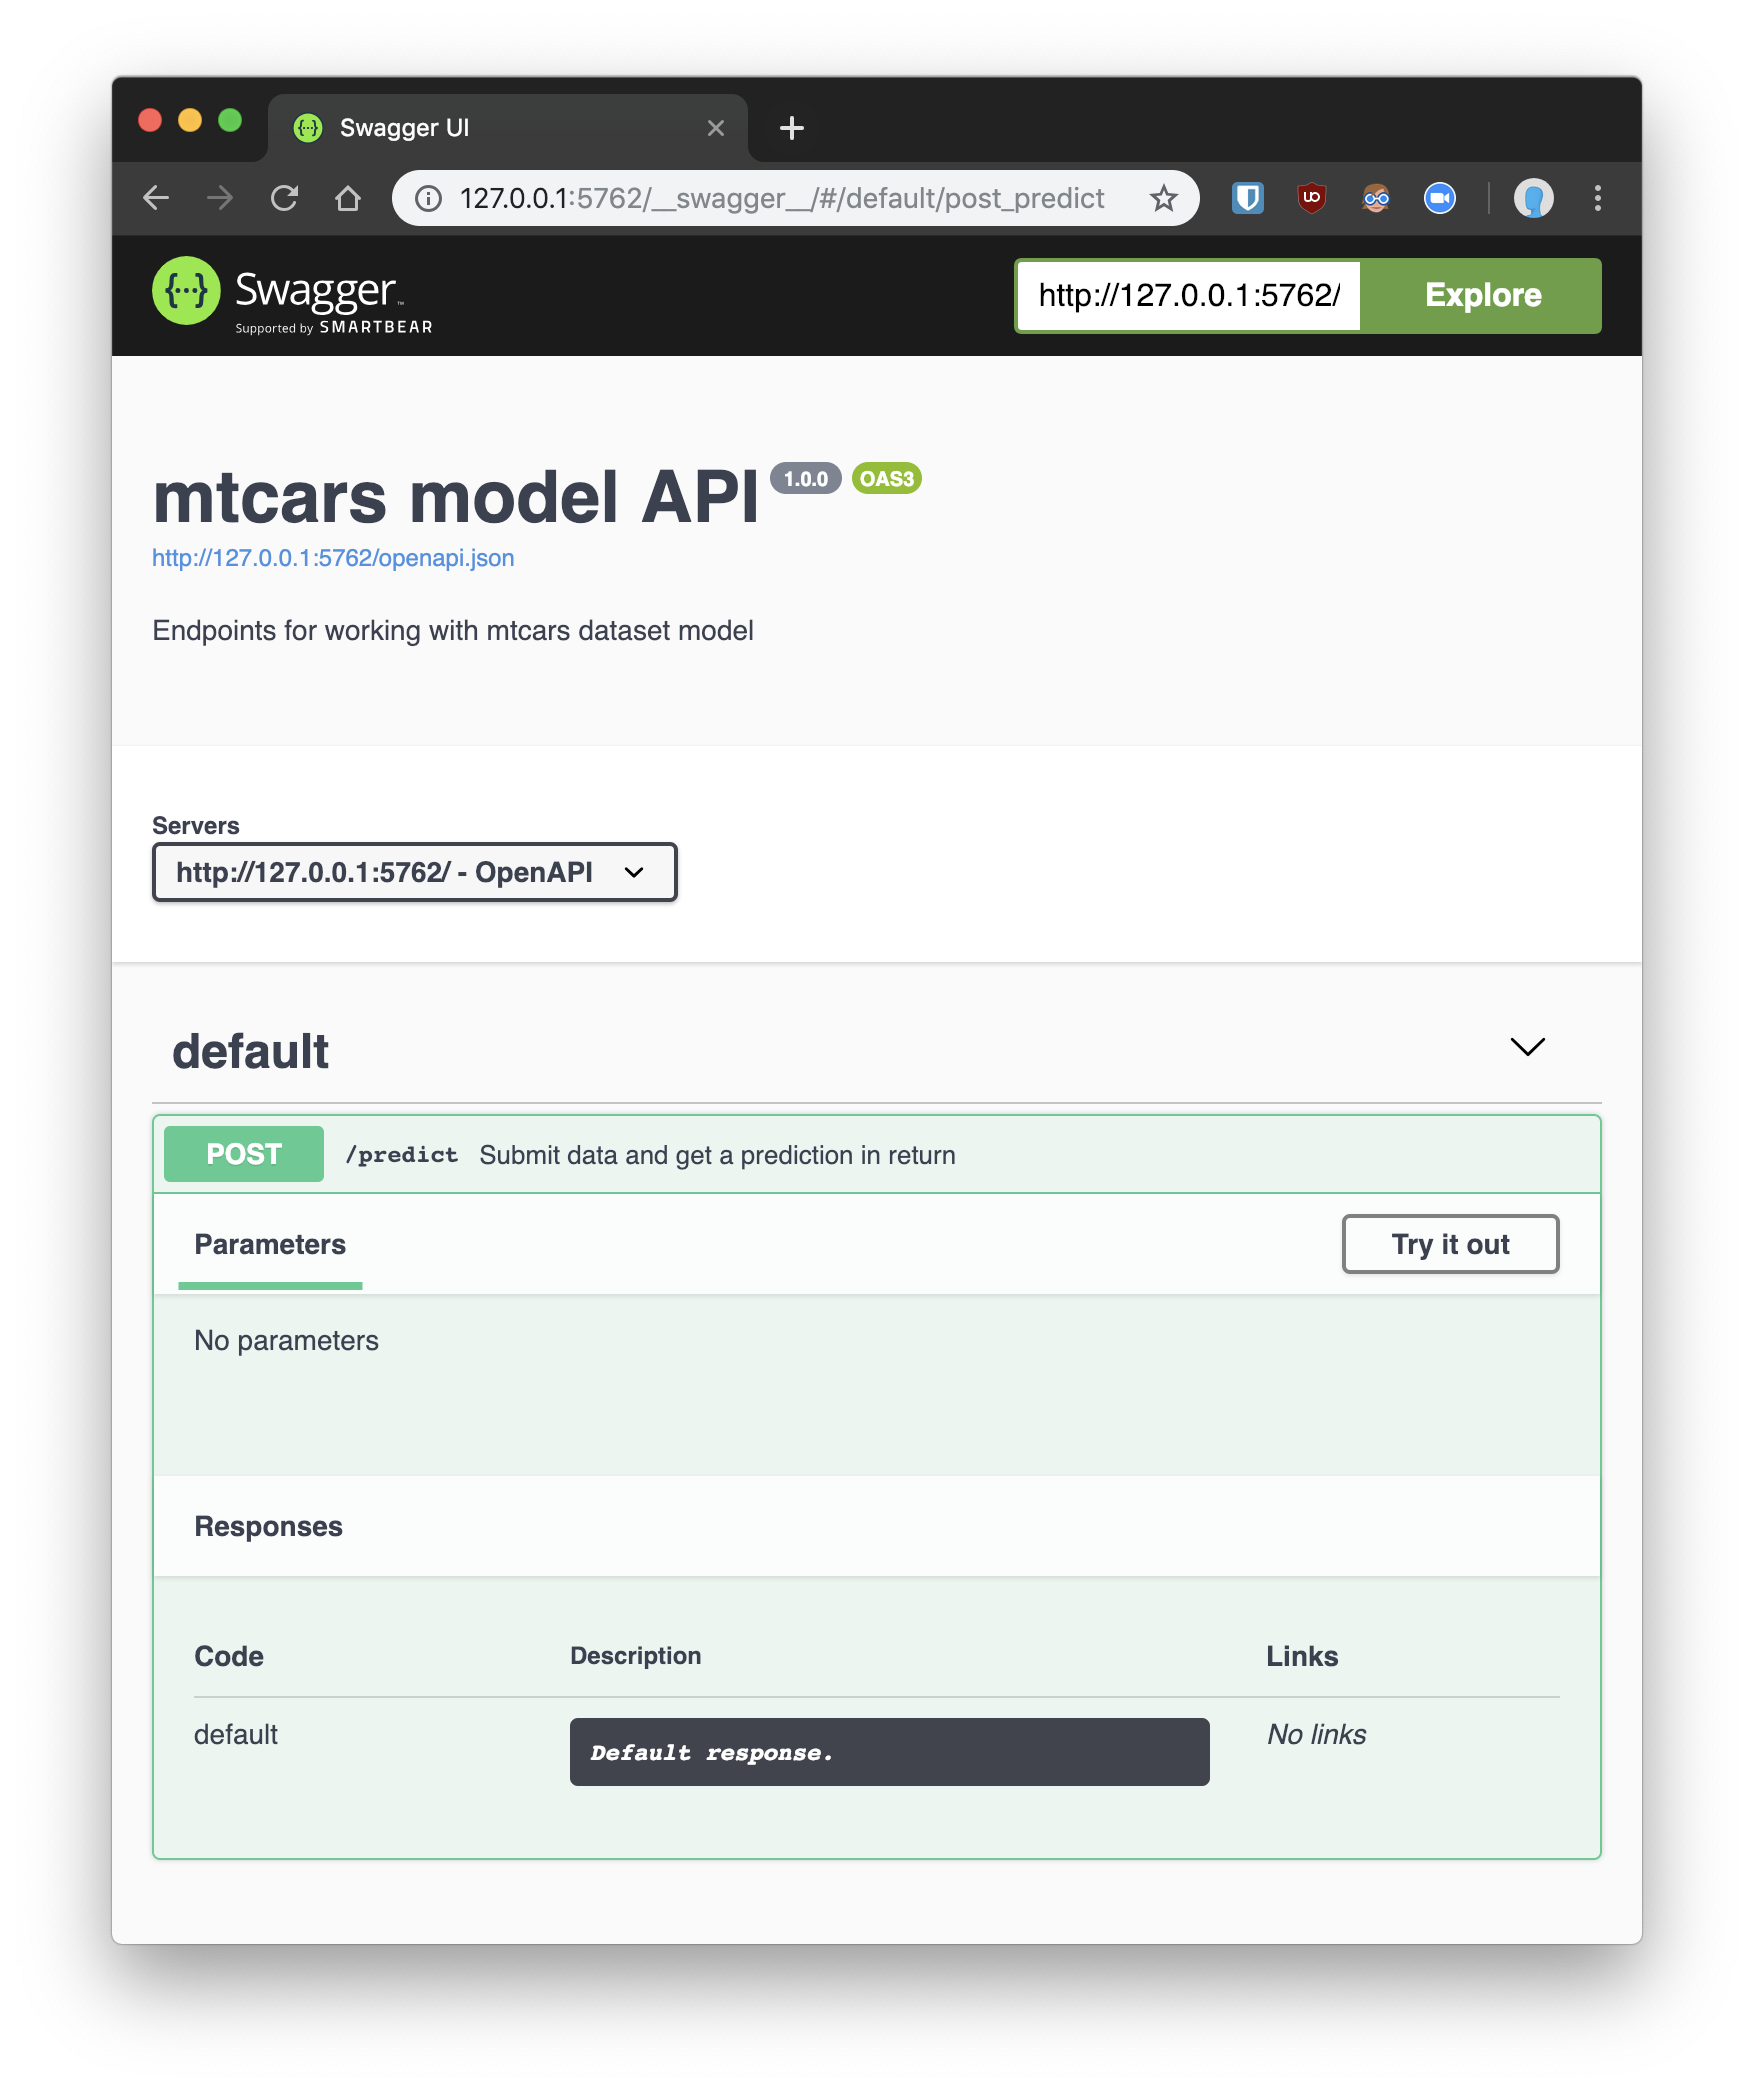 Swagger UI
127.0.0.1:5762/__swagger__/#/default/post_predict
Swagger™
Supported by SMARTBEAR
http://127.0.0.1:5762/
Explore
mtcars model API 1.0.0 OAS3
http://127.0.0.1:5762/openapi.json
Endpoints for working with mtcars dataset model
Servers
http://127.0.0.1:5762/ - OpenAPI
default
POST /predict Submit data and get a prediction in return
Parameters
Try it out
No parameters
Responses
Code Description Links
default Default response. No links